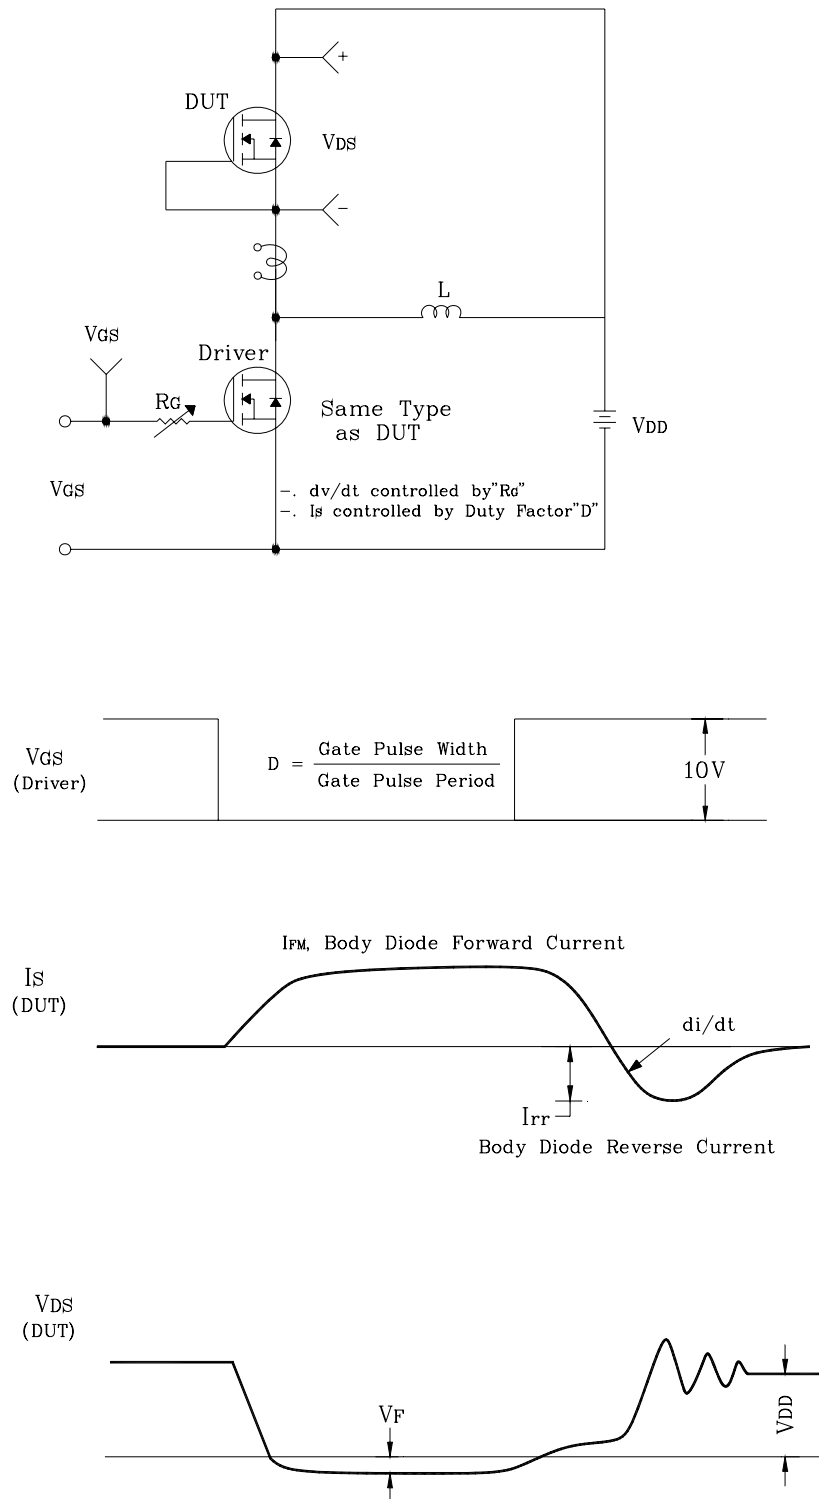 +
DUT
VDS
-
L
VGS
Driver
RG
Same Type
as DUT
VDD
VGS
-. dv/dt controlled by"RG"
-. Is controlled by Duty Factor"D"
VGS
(Driver)
D = Gate Pulse Width
Gate Pulse Period
10V
IFM, Body Diode Forward Current
IS
(DUT)
di/dt
Irr
Body Diode Reverse Current
VDS
(DUT)
VF
VDD